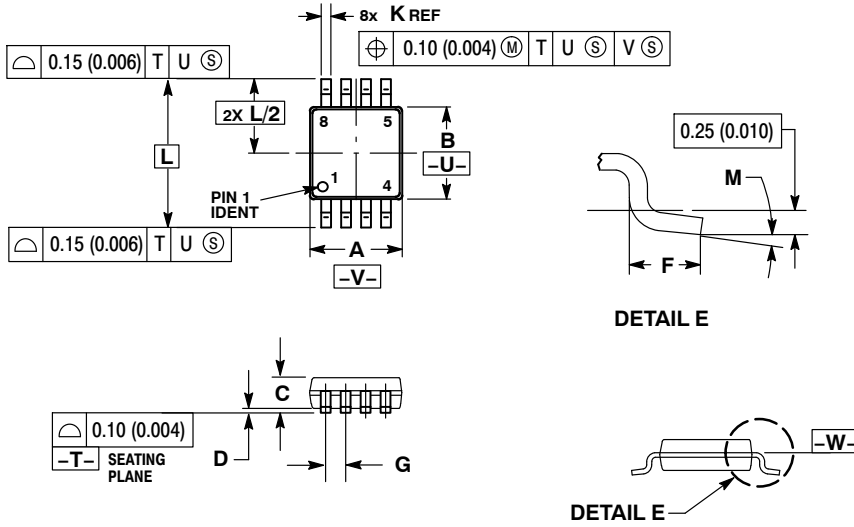 8x K REF
⌖ 0.10 (0.004) Ⓜ T U Ⓢ V Ⓢ
⌓ 0.15 (0.006) T U Ⓢ
2X L/2
L
8 5
B
–U–
PIN 1
IDENT
1
4
⌓ 0.15 (0.006) T U Ⓢ
A
–V–
0.25 (0.010)
M
F
DETAIL E
C
⌓ 0.10 (0.004)
–T– SEATING
PLANE
D
G
–W–
DETAIL E